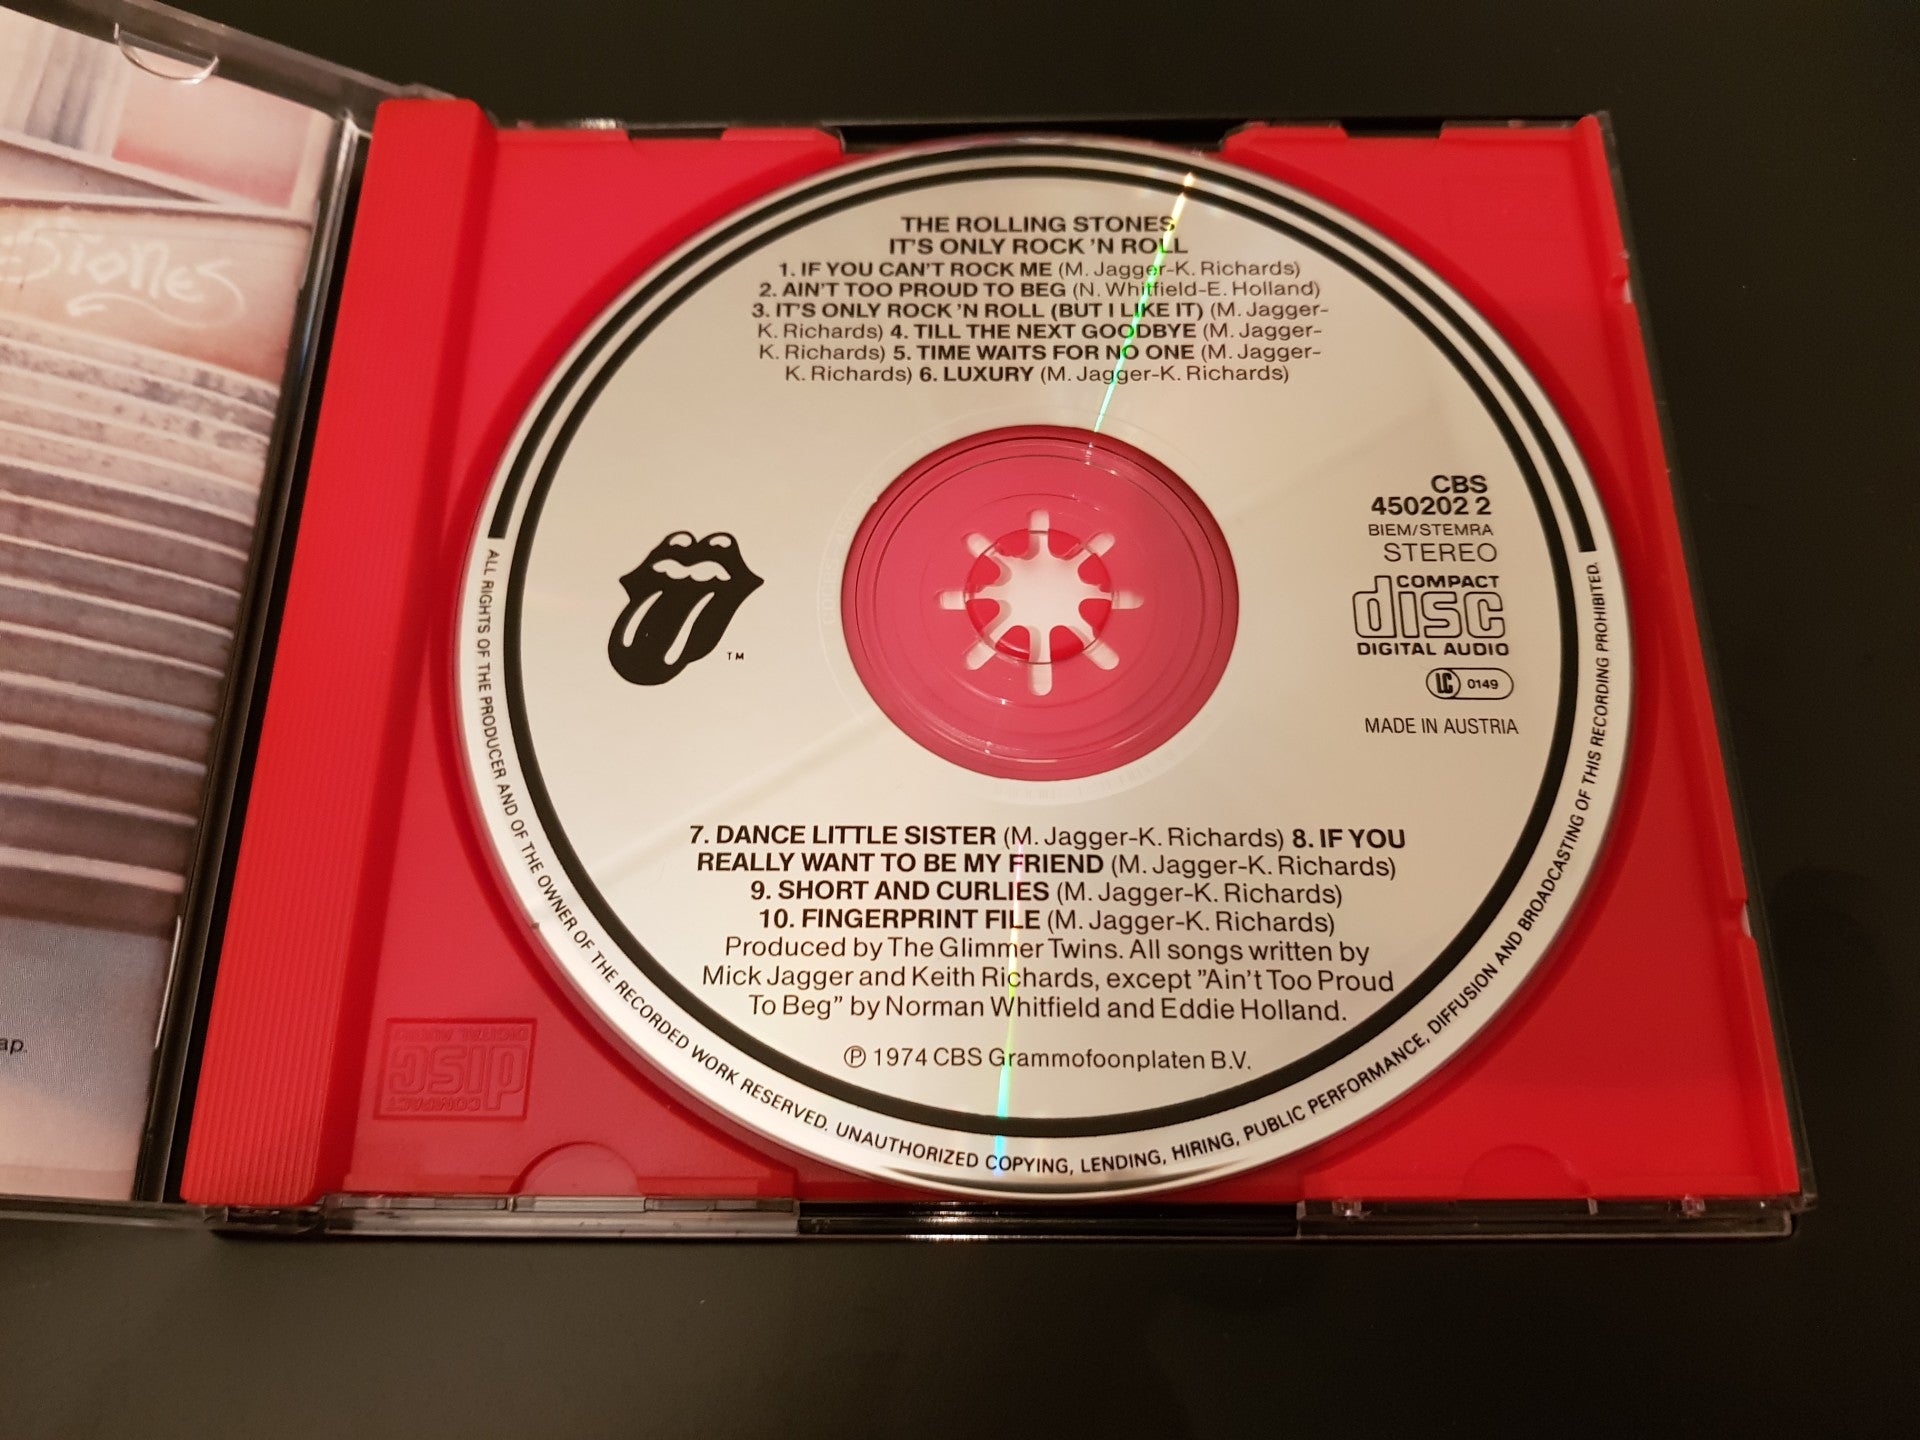 Stones
ap.
THE ROLLING STONES
IT'S ONLY ROCK 'N ROLL
1. IF YOU CAN'T ROCK ME (M. Jagger-K. Richards)
2. AIN'T TOO PROUD TO BEG (N. Whitfield-E. Holland)
3. IT'S ONLY ROCK 'N ROLL (BUT I LIKE IT) (M. Jagger-
K. Richards) 4. TILL THE NEXT GOODBYE (M. Jagger-
K. Richards) 5. TIME WAITS FOR NO ONE (M. Jagger-
K. Richards) 6. LUXURY (M. Jagger-K. Richards)
TM
CBS
450202 2
BIEM/STEMRA
STEREO
COMPACT
disc
DIGITAL AUDIO
LC 0149
MADE IN AUSTRIA
7. DANCE LITTLE SISTER (M. Jagger-K. Richards) 8. IF YOU
REALLY WANT TO BE MY FRIEND (M. Jagger-K. Richards)
9. SHORT AND CURLIES (M. Jagger-K. Richards)
10. FINGERPRINT FILE (M. Jagger-K. Richards)
Produced by The Glimmer Twins. All songs written by
Mick Jagger and Keith Richards, except "Ain't Too Proud
To Beg" by Norman Whitfield and Eddie Holland.
℗ 1974 CBS Grammofoonplaten B.V.
ALL RIGHTS OF THE PRODUCER AND OF THE OWNER OF THE RECORDED WORK RESERVED. UNAUTHORIZED COPYING, LENDING, HIRING, PUBLIC PERFORMANCE, DIFFUSION AND BROADCASTING OF THIS RECORDING PROHIBITED.
COMPACT
disc
DIGITAL AUDIO